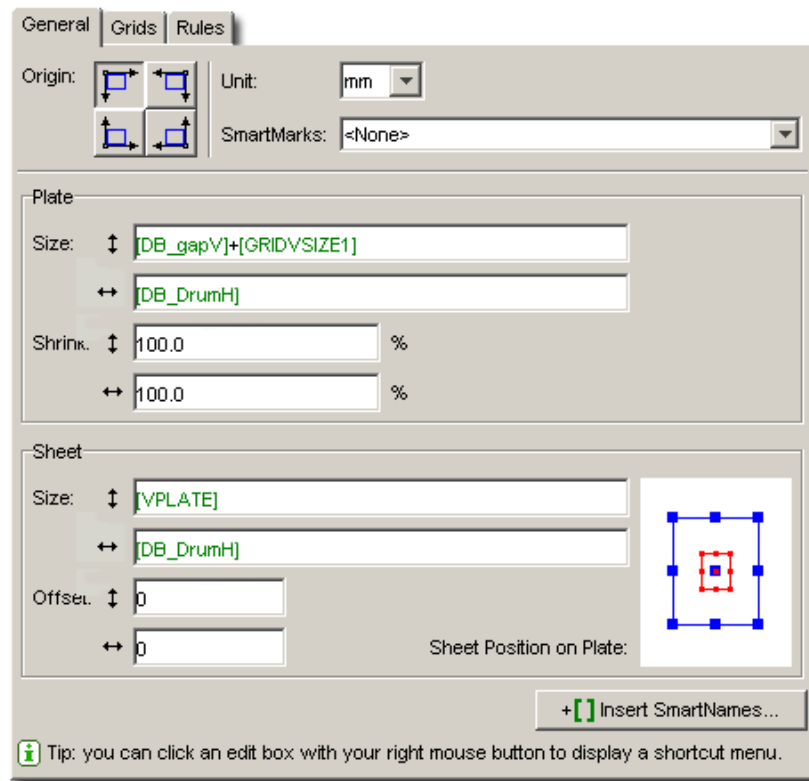 General Grids Rules
Origin: Unit: mm
SmartMarks: <None>
Plate
Size: [DB_gapV]+[GRIDVSIZE1]
[DB_DrumH]
Shrink: 100.0 %
100.0 %
Sheet
Size: [VPLATE]
[DB_DrumH]
Offset: 0
0 Sheet Position on Plate:
+[ ] Insert SmartNames...
i Tip: you can click an edit box with your right mouse button to display a shortcut menu.